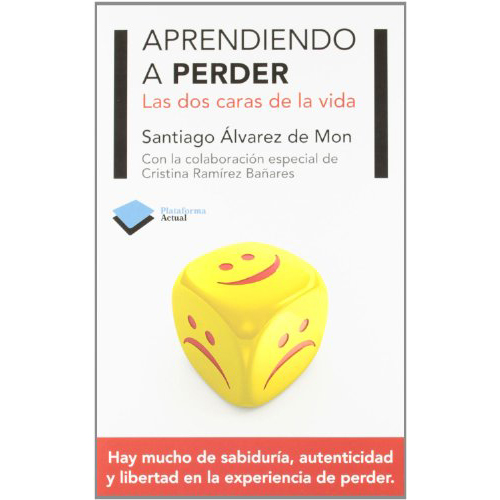 APRENDIENDO
A PERDER
Las dos caras de la vida
Santiago Álvarez de Mon
Con la colaboración especial de
Cristina Ramírez Bañares
Plataforma
Actual
Hay mucho de sabiduría, autenticidad
y libertad en la experiencia de perder.